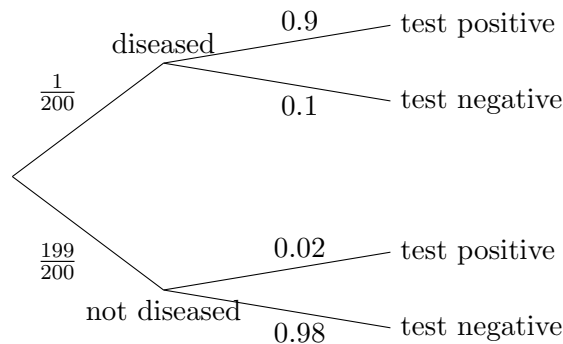 0.9
test positive
diseased
1/200
0.1
test negative
199/200
0.02
test positive
not diseased
0.98
test negative